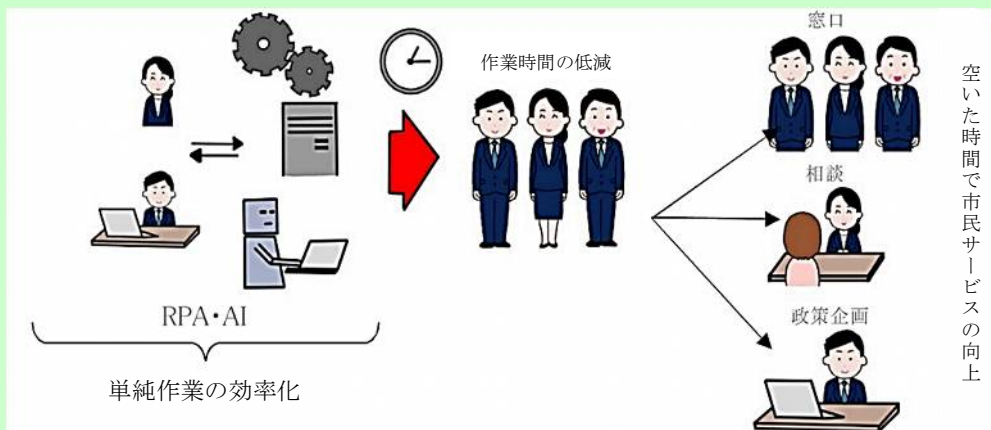 RPA・AI
単純作業の効率化
作業時間の低減
窓口
相談
政策企画
空いた時間で市民サービスの向上